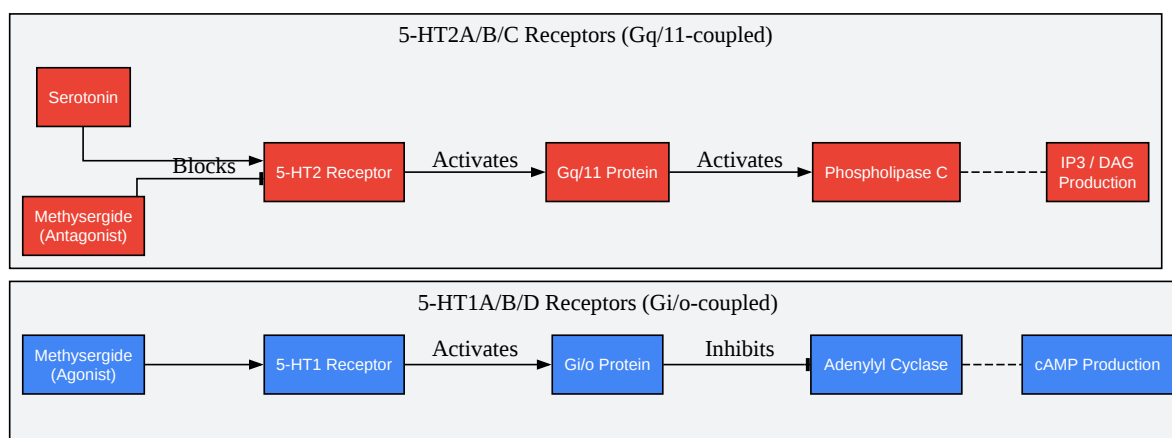 5-HT2A/B/C Receptors (Gq/11-coupled)
Serotonin
Blocks
5-HT2 Receptor
Activates
Gq/11 Protein
Activates
Phospholipase C
IP3 / DAG
Production
Methysergide
(Antagonist)
5-HT1A/B/D Receptors (Gi/o-coupled)
Methysergide
(Agonist)
5-HT1 Receptor
Activates
Gi/o Protein
Inhibits
Adenylyl Cyclase
cAMP Production